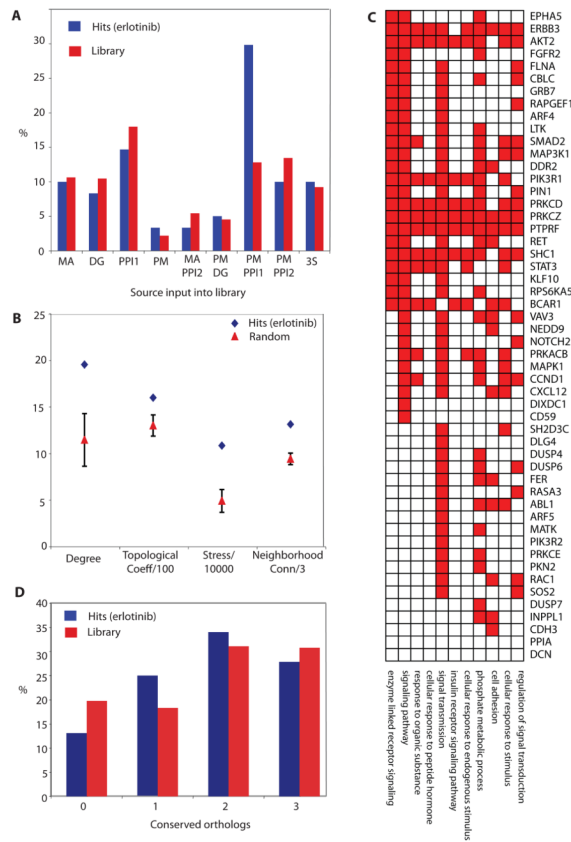 A
35
30
25
20
15
10
5
0
%
Hits (erlotinib)
Library
MA
DG
PPI1
PM
MA PPI2
PM DG
PM PPI1
PM PPI2
3S
Source input into library
B
25
20
15
10
5
0
Hits (erlotinib)
Random
Degree
Topological Coeff/100
Stress/ 10000
Neighborhood Conn/3
D
40
35
30
25
20
15
10
5
0
%
Hits (erlotinib)
Library
0
1
2
3
Conserved orthologs
C
EPHA5
ERBB3
AKT2
FGFR2
FLNA
CBLC
GRB7
RAPGEF1
ARF4
LTK
SMAD2
MAP3K1
DDR2
PIK3R1
PIN1
PRKCD
PRKCZ
PTPRF
RET
SHC1
STAT3
KLF10
RPS6KA5
BCAR1
VAV3
NEDD9
NOTCH2
PRKACB
MAPK1
CCND1
CXCL12
DIXDC1
CD59
SH2D3C
DLG4
DUSP4
DUSP6
FER
RASA3
ABL1
ARF5
MATK
PIK3R2
PRKCE
PKN2
RAC1
SOS2
DUSP7
INPPL1
CDH3
PPIA
DCN
enzyme linked receptor signaling
signaling pathway
response to organic substance
cellular response to peptide hormone
signal transmission
insulin receptor signaling pathway
cellular response to endogenous stimulus
phosphate metabolic process
cell adhesion
cellular response to stimulus
regulation of signal transduction